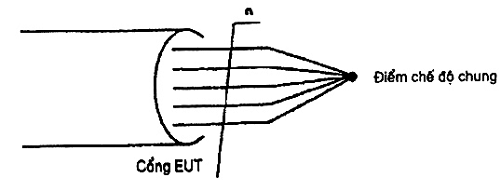 n
Điểm chế độ chung
Cổng EUT